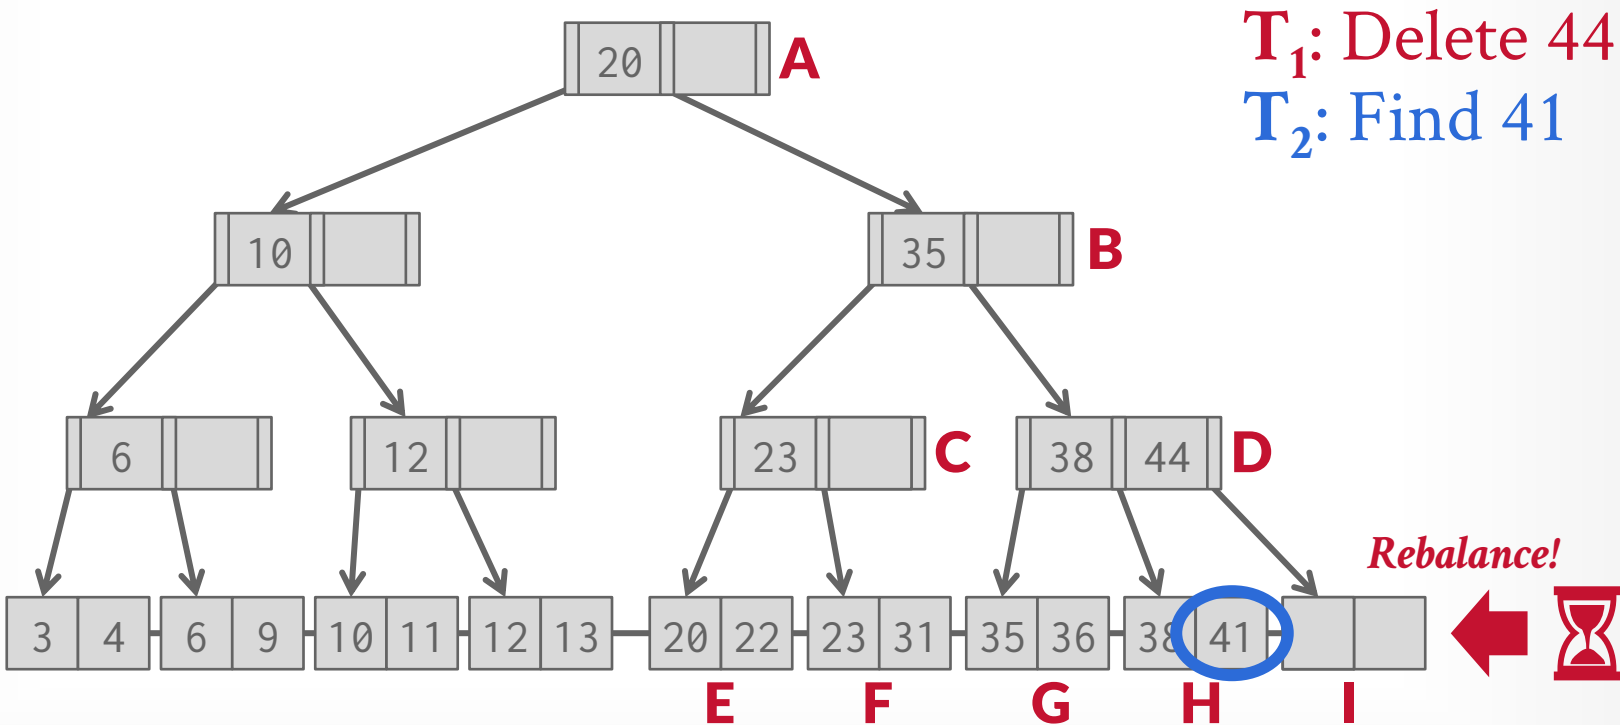 T1: Delete 44
T2: Find 41
20 A
10 35 B
6 12 23 C 38 44 D
Rebalance!
3 4 6 9 10 11 12 13 20 22 23 31 35 36 38 41
E F G H I